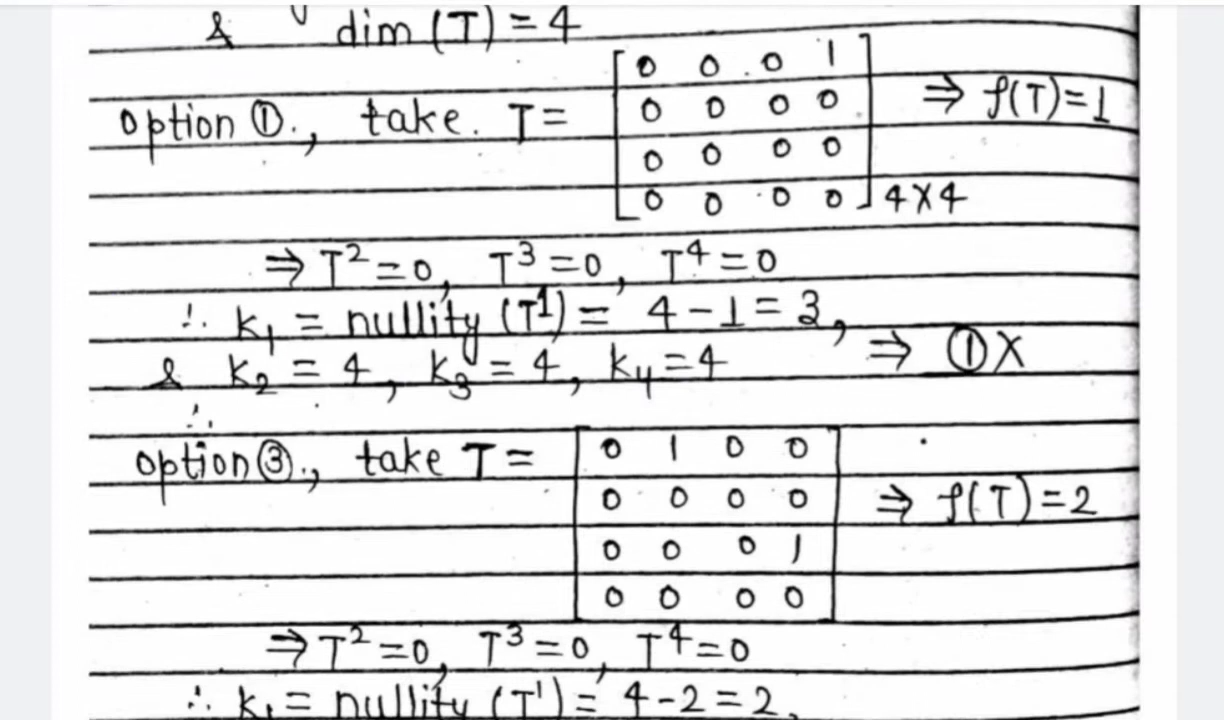 & dim (T) = 4
option ①., take. T = [ 0 0 0 1
0 0 0 0
0 0 0 0
0 0 0 0 ] 4×4 ⇒ ρ(T)=1
⇒ T² = 0, T³ = 0, T⁴ = 0
∴ k₁ = nullity (T¹) = 4 - 1 = 3,
& k₂ = 4, k₃ = 4, k₄ = 4 ⇒ ① X
∴
option ③., take T = [ 0 1 0 0
0 0 0 0
0 0 0 1
0 0 0 0 ] ⇒ ρ(T) = 2
⇒ T² = 0, T³ = 0, T⁴ = 0
∴ k₁ = nullity (T¹) = 4 - 2 = 2,